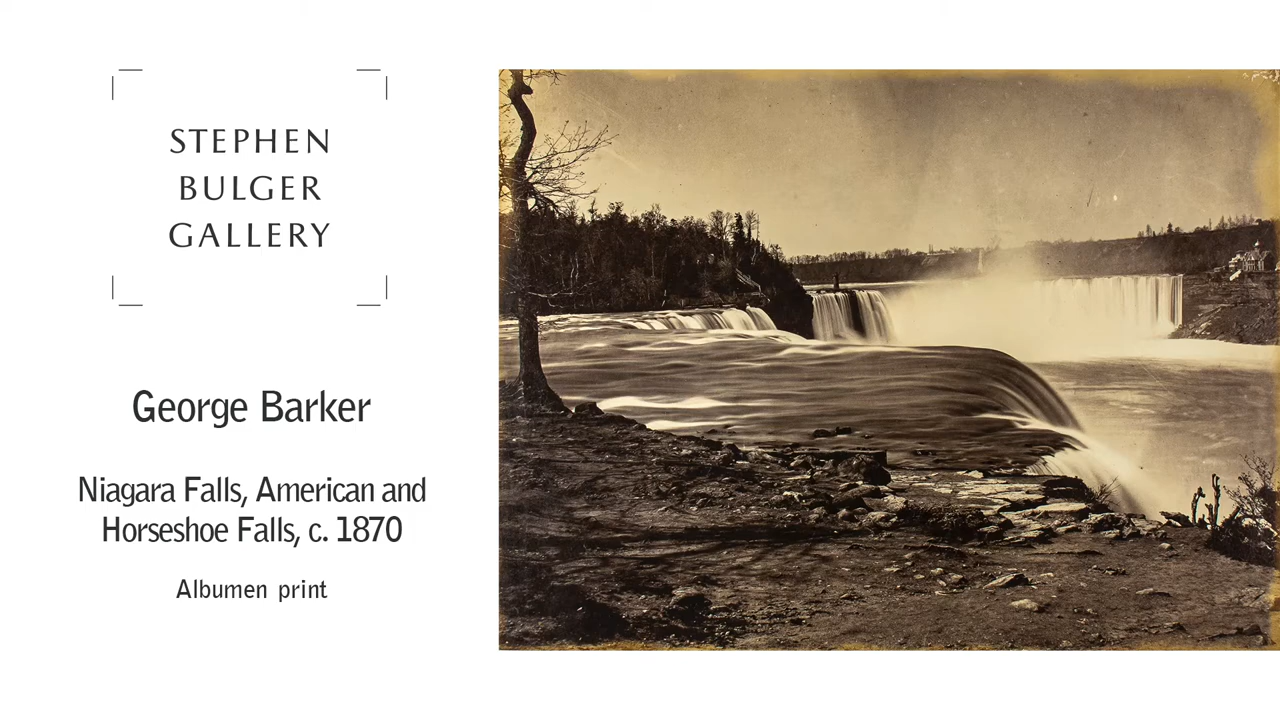 STEPHEN
BULGER
GALLERY
George Barker
Niagara Falls, American and
Horseshoe Falls, c. 1870
Albumen print